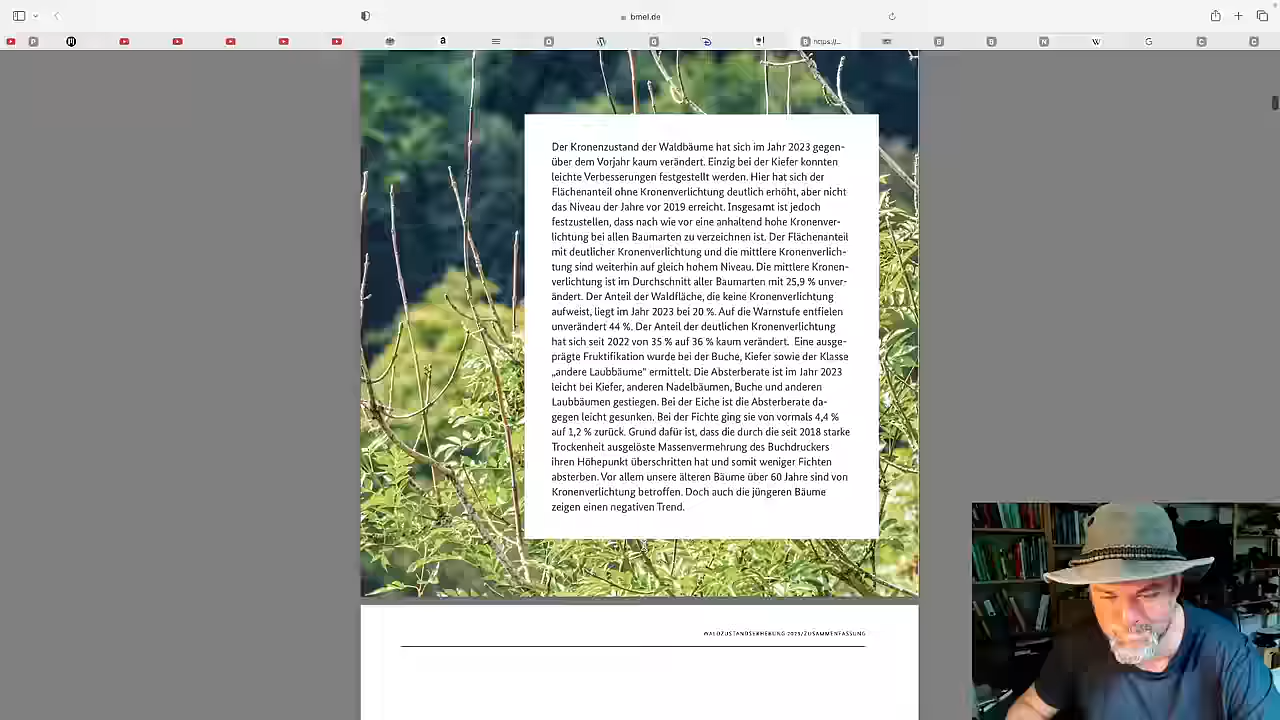 bmel.de
https://...
Der Kronenzustand der Waldbäume hat sich im Jahr 2023 gegen-
über dem Vorjahr kaum verändert. Einzig bei der Kiefer konnten
leichte Verbesserungen festgestellt werden. Hier hat sich der
Flächenanteil ohne Kronenverlichtung deutlich erhöht, aber nicht
das Niveau der Jahre vor 2019 erreicht. Insgesamt ist jedoch
festzustellen, dass nach wie vor eine anhaltend hohe Kronenver-
lichtung bei allen Baumarten zu verzeichnen ist. Der Flächenanteil
mit deutlicher Kronenverlichtung und die mittlere Kronenverlich-
tung sind weiterhin auf gleich hohem Niveau. Die mittlere Kronen-
verlichtung ist im Durchschnitt aller Baumarten mit 25,9 % unver-
ändert. Der Anteil der Waldfläche, die keine Kronenverlichtung
aufweist, liegt im Jahr 2023 bei 20 %. Auf die Warnstufe entfielen
unverändert 44 %. Der Anteil der deutlichen Kronenverlichtung
hat sich seit 2022 von 35 % auf 36 % kaum verändert. Eine ausge-
prägte Fruktifikation wurde bei der Buche, Kiefer sowie der Klasse
„andere Laubbäume" ermittelt. Die Absterberate ist im Jahr 2023
leicht bei Kiefer, anderen Nadelbäumen, Buche und anderen
Laubbäumen gestiegen. Bei der Eiche ist die Absterberate da-
gegen leicht gesunken. Bei der Fichte ging sie von vormals 4,4 %
auf 1,2 % zurück. Grund dafür ist, dass die durch die seit 2018 starke
Trockenheit ausgelöste Massenvermehrung des Buchdruckers
ihren Höhepunkt überschritten hat und somit weniger Fichten
absterben. Vor allem unsere älteren Bäume über 60 Jahre sind von
Kronenverlichtung betroffen. Doch auch die jüngeren Bäume
zeigen einen negativen Trend.
WALDZUSTANDSERHEBUNG 2023/ZUSAMMENFASSUNG